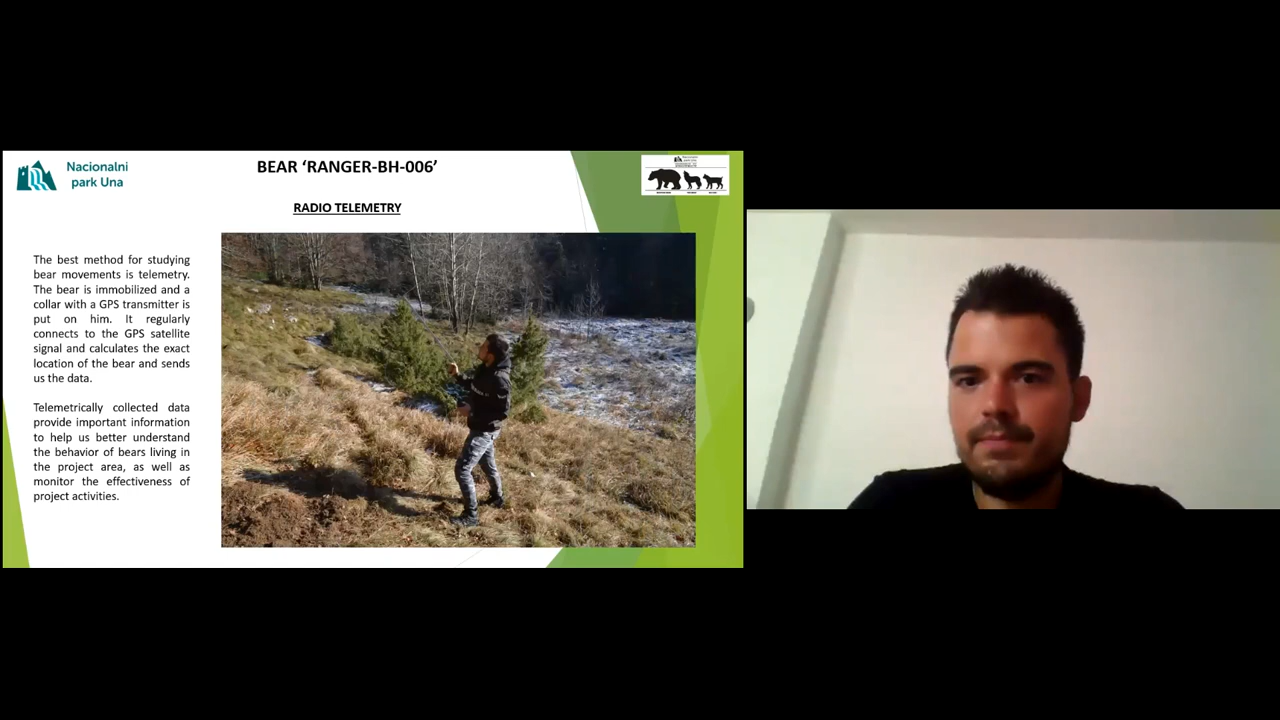 Nacionalni
park Una
BEAR ‘RANGER-BH-006’
Nacionalni
park Una
RADIO TELEMETRY
The best method for studying
bear movements is telemetry.
The bear is immobilized and a
collar with a GPS transmitter is
put on him. It regularly
connects to the GPS satellite
signal and calculates the exact
location of the bear and sends
us the data.
Telemetrically collected data
provide important information
to help us better understand
the behavior of bears living in
the project area, as well as
monitor the effectiveness of
project activities.